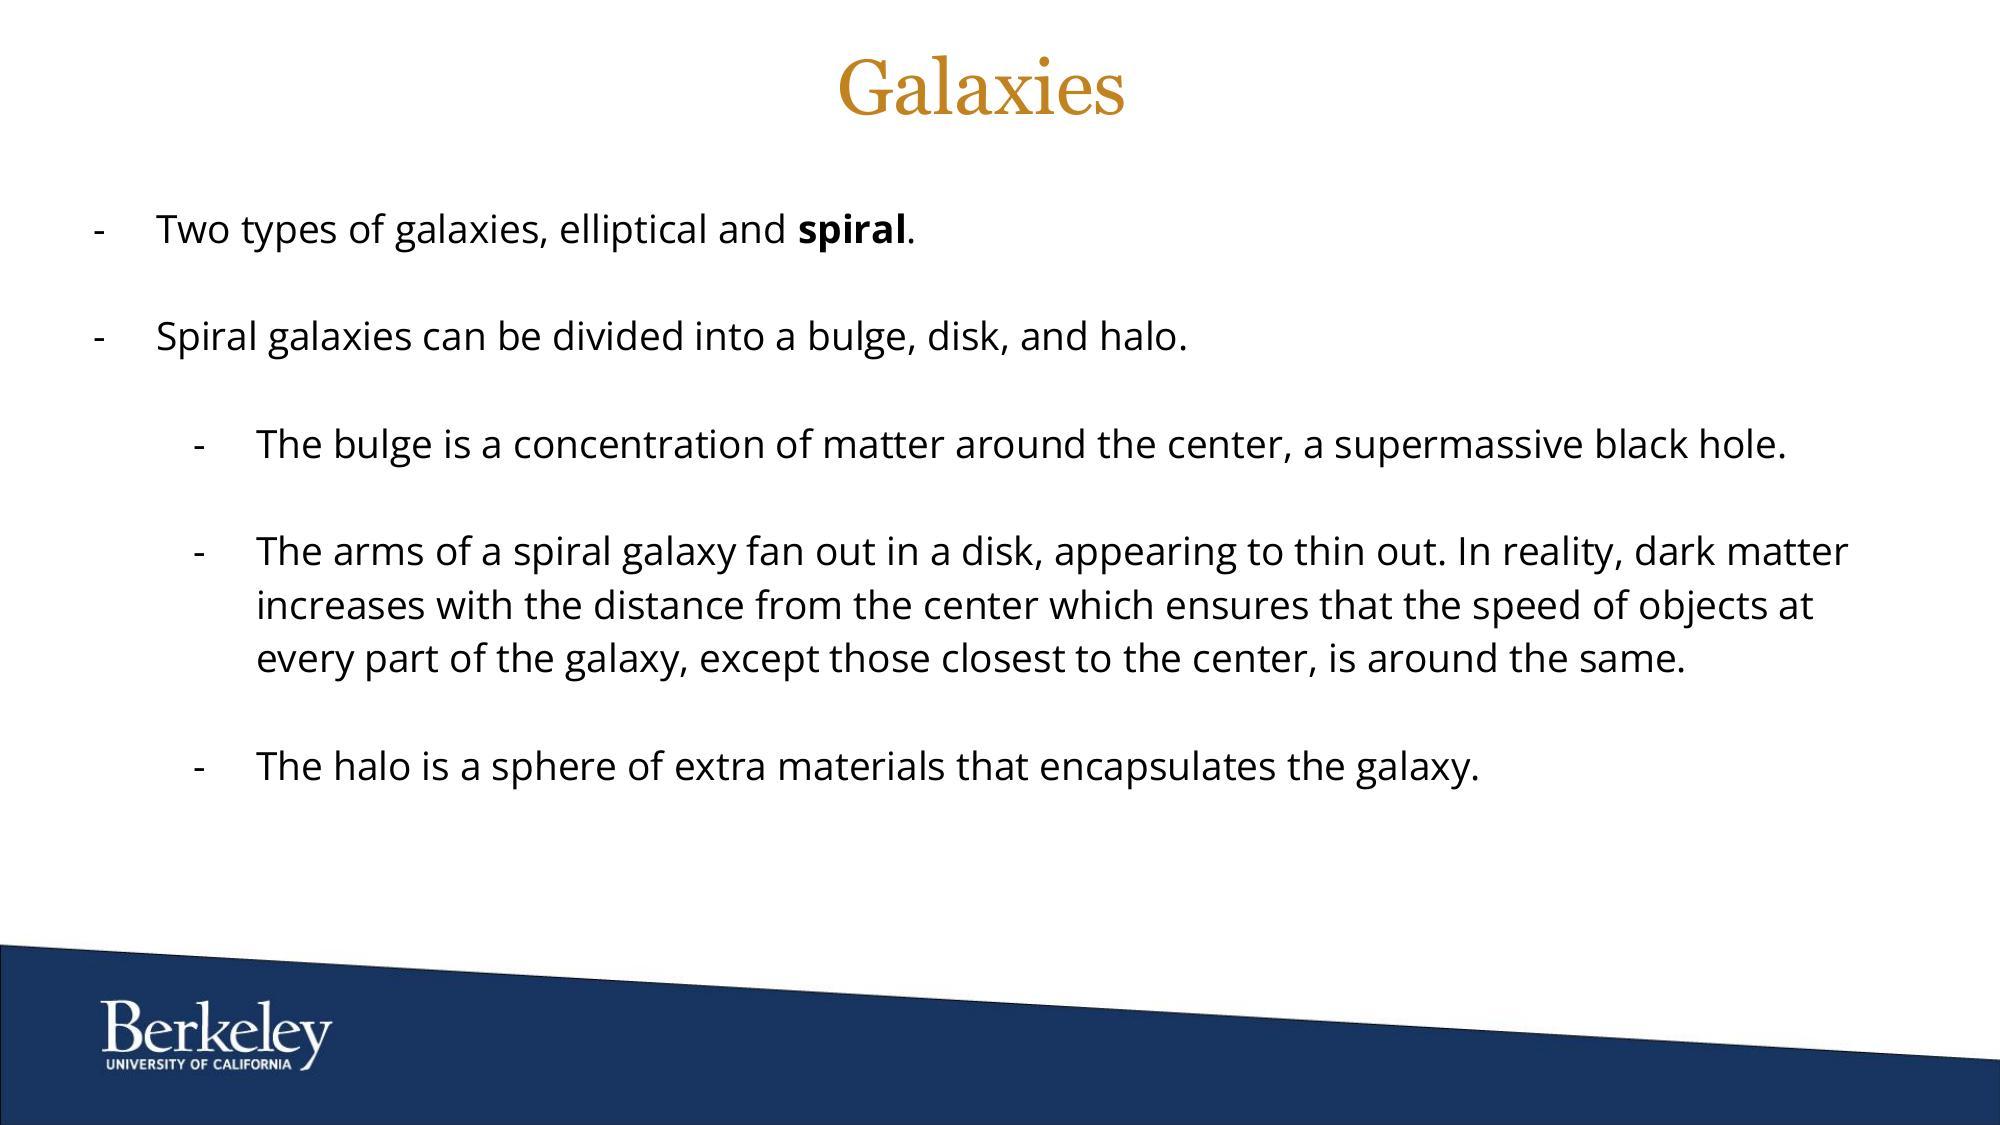 Galaxies
- Two types of galaxies, elliptical and spiral.
- Spiral galaxies can be divided into a bulge, disk, and halo.
- The bulge is a concentration of matter around the center, a supermassive black hole.
- The arms of a spiral galaxy fan out in a disk, appearing to thin out. In reality, dark matter
increases with the distance from the center which ensures that the speed of objects at
every part of the galaxy, except those closest to the center, is around the same.
- The halo is a sphere of extra materials that encapsulates the galaxy.
Berkeley
UNIVERSITY OF CALIFORNIA